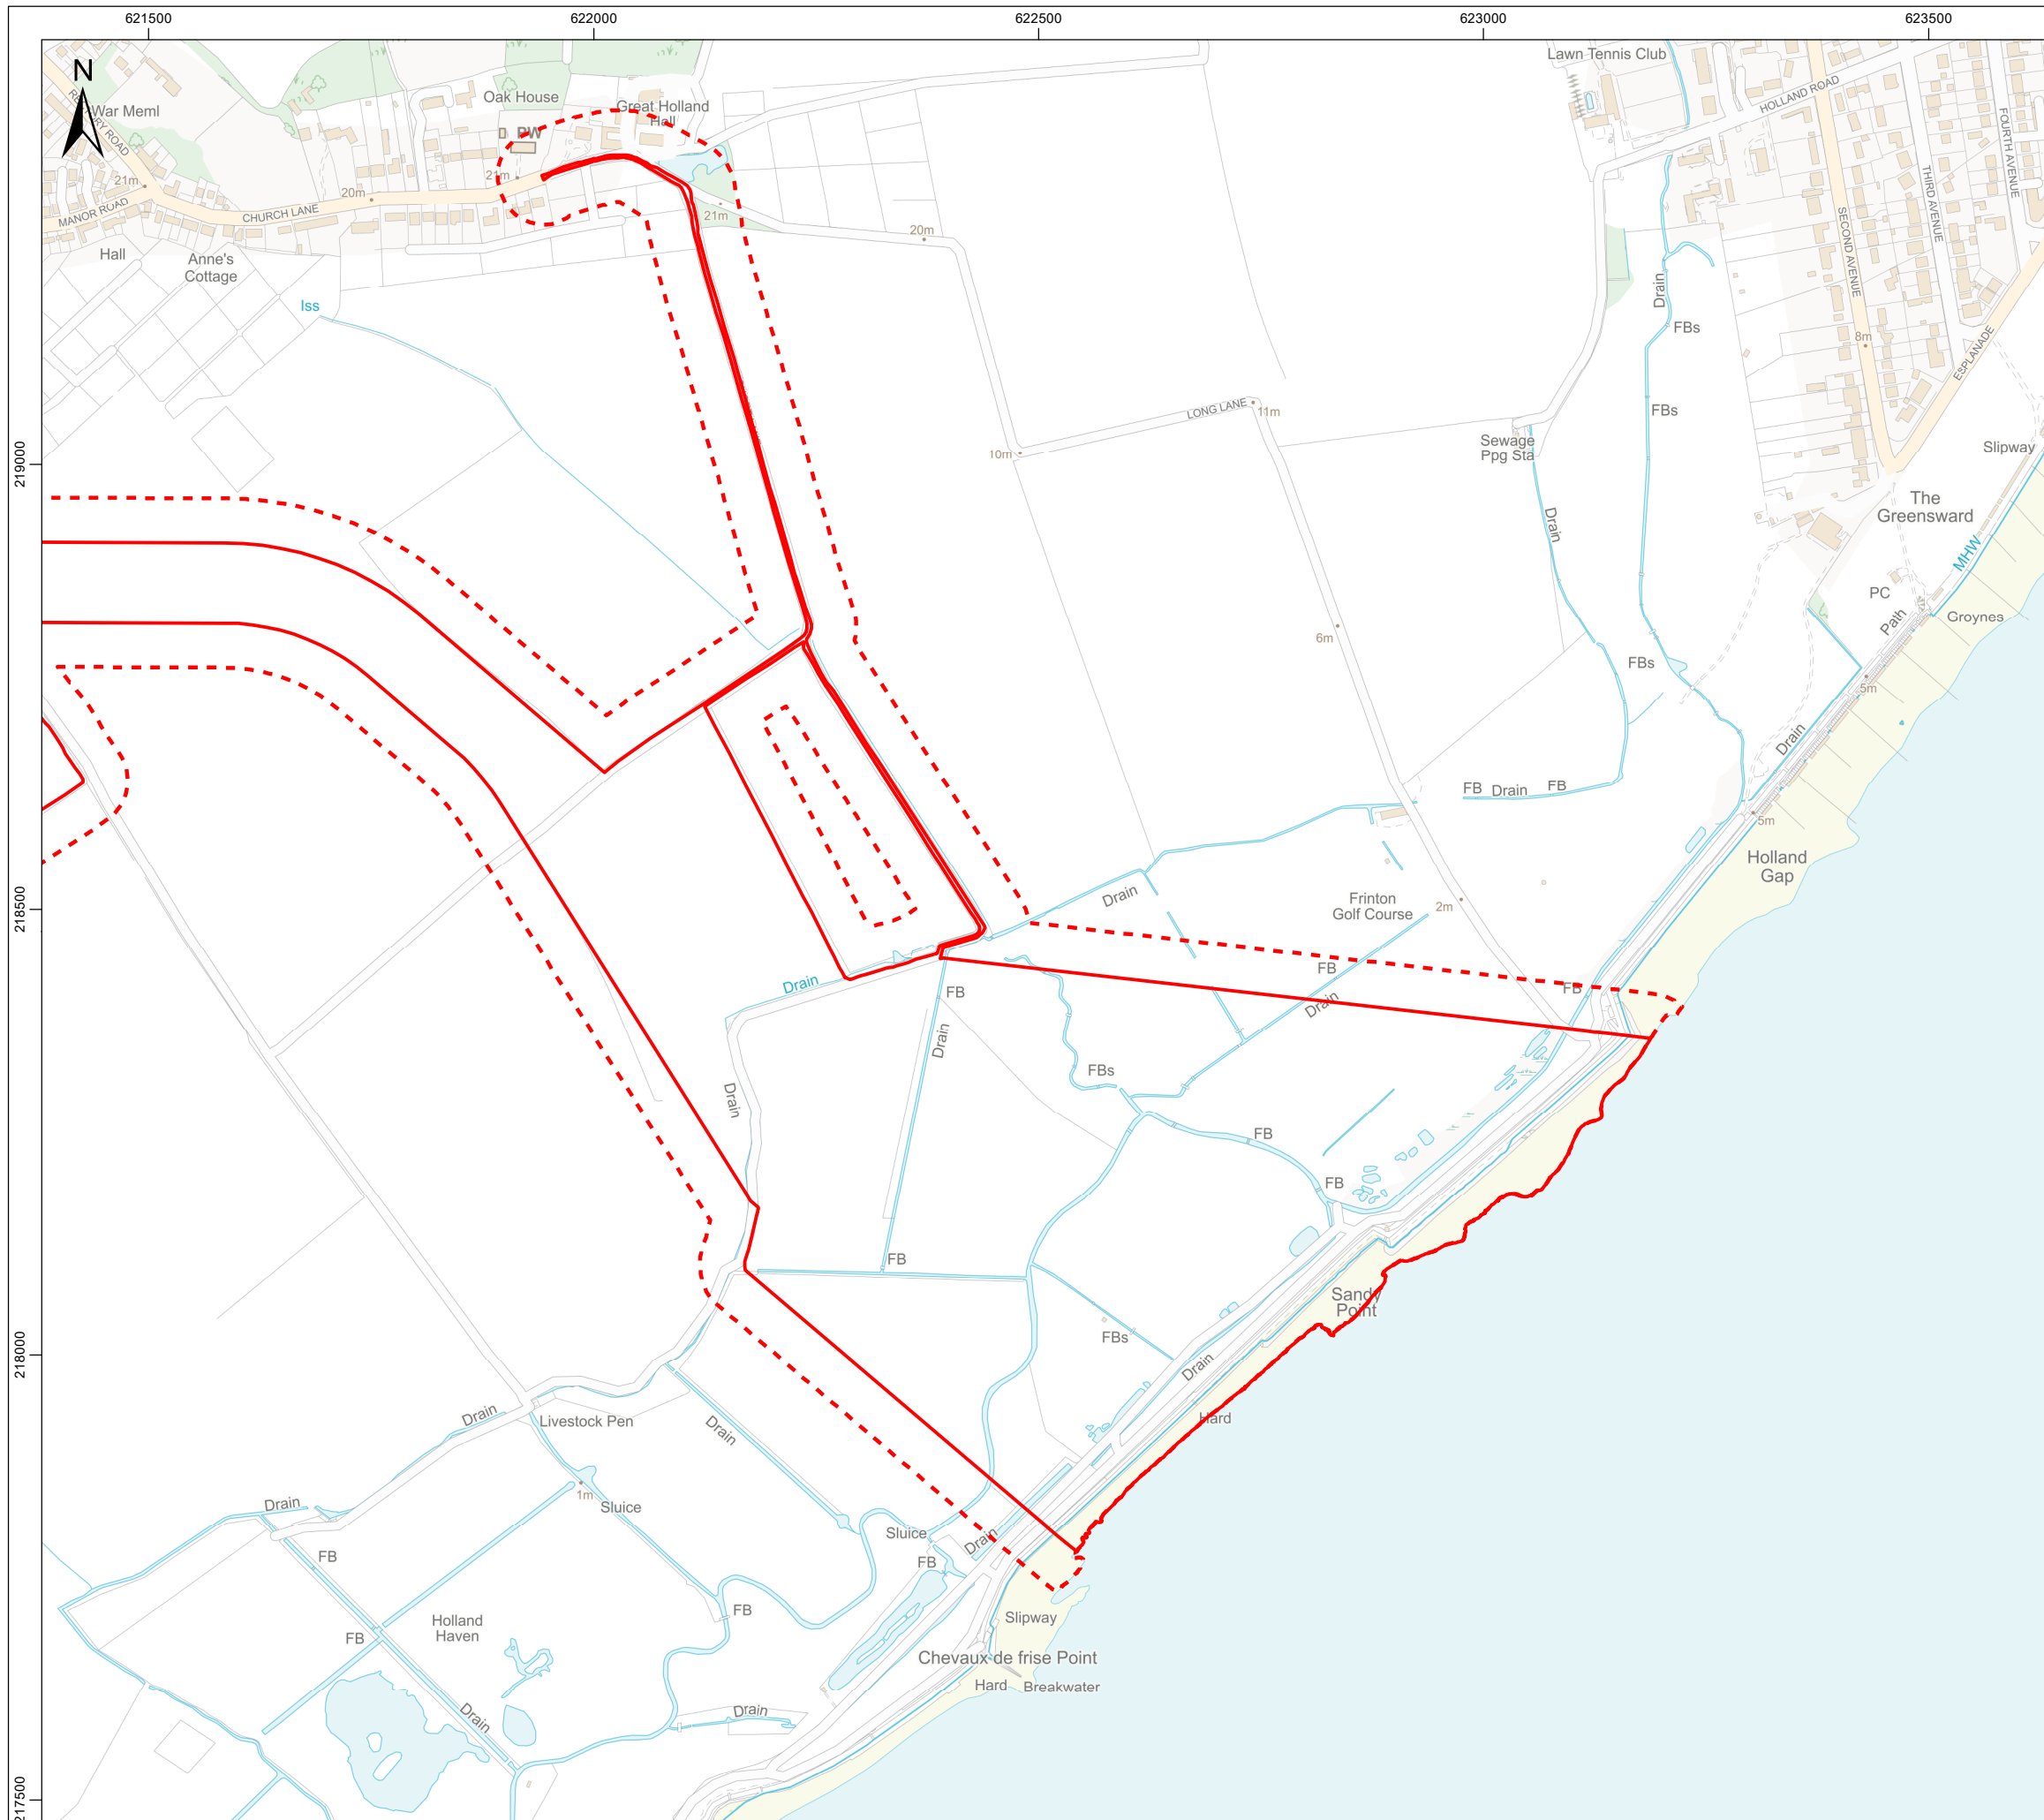 621500
622000
622500
623000
623500
N
War Meml
Oak House
Great Holland
Hall
PW
Lawn Tennis Club
HOLLAND ROAD
FOURTH AVENUE
THIRD AVENUE
SECOND AVENUE
21m
20m
21m
21m
20m
MANOR ROAD
CHURCH LANE
Hall
Anne's
Cottage
Iss
Drain
FBs
8m
ESPLANADE
LONG LANE
11m
FBs
10m
Sewage
Ppg Sta
Slipway
219000
The
Greensward
Drain
MHW
PC
Path
Groynes
6m
FBs
5m
Drain
FB
Drain
FB
5m
Holland
Gap
Drain
Frinton
Golf Course
2m
218500
Drain
FB
FB
FB
Drain
Drain
FBs
Drain
FB
FB
FB
Sandy
Point
FBs
218000
Drain
Hard
Drain
Livestock Pen
Drain
1m
Sluice
Drain
Sluice
Drain
FB
FB
FB
Holland
Haven
FB
Slipway
Chevaux de frise Point
Hard
Breakwater
Drain
Drain
217500